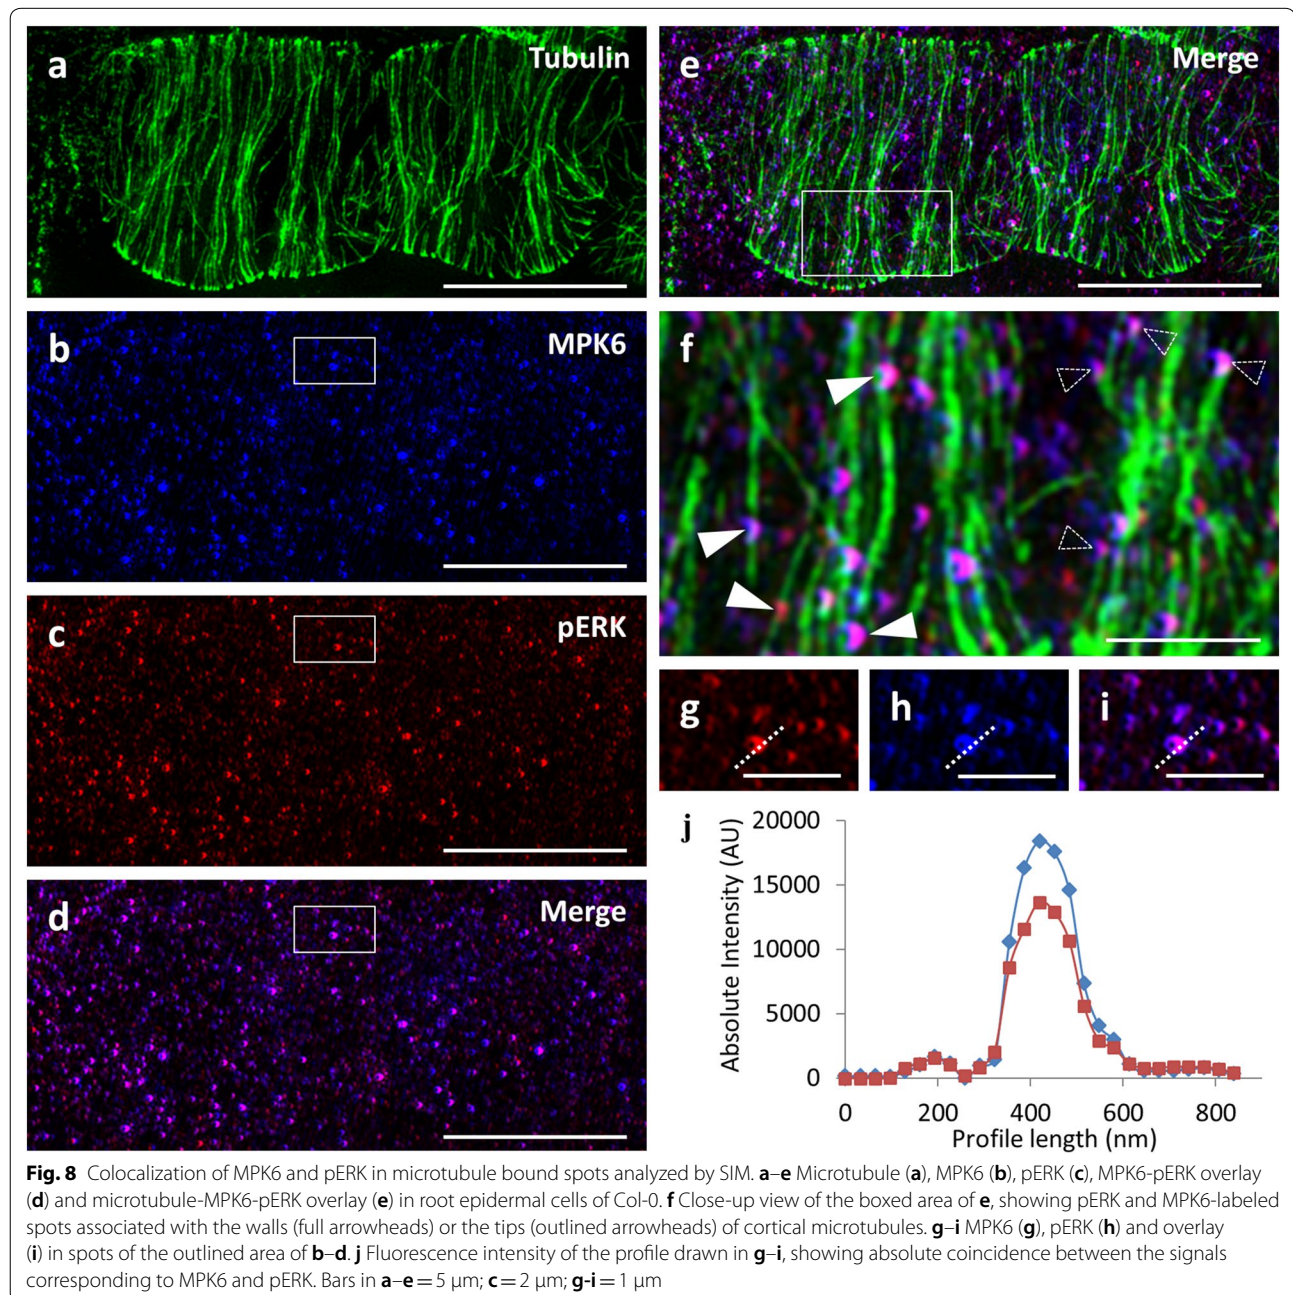 a
Tubulin
e
Merge
b
MPK6
f
c
pERK
g
h
i
d
Merge
j
Absolute Intensity (AU)
20000
15000
10000
5000
0
0 200 400 600 800
Profile length (nm)
Fig. 8 Colocalization of MPK6 and pERK in microtubule bound spots analyzed by SIM. a–e Microtubule (a), MPK6 (b), pERK (c), MPK6-pERK overlay
(d) and microtubule-MPK6-pERK overlay (e) in root epidermal cells of Col-0. f Close-up view of the boxed area of e, showing pERK and MPK6-labeled
spots associated with the walls (full arrowheads) or the tips (outlined arrowheads) of cortical microtubules. g–i MPK6 (g), pERK (h) and overlay
(i) in spots of the outlined area of b–d. j Fluorescence intensity of the profile drawn in g–i, showing absolute coincidence between the signals
corresponding to MPK6 and pERK. Bars in a–e = 5 μm; c = 2 μm; g-i = 1 μm